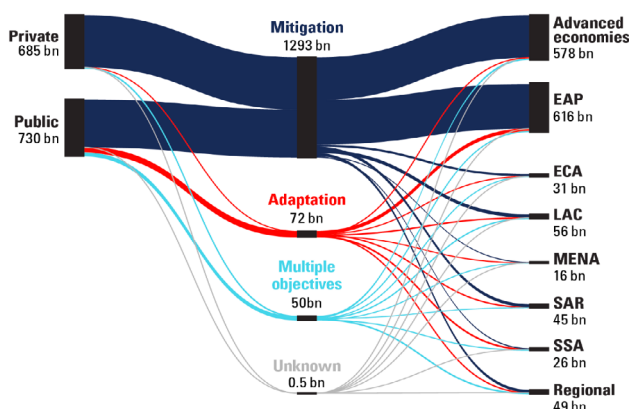 Private
685 bn
Public
730 bn
Mitigation
1293 bn
Adaptation
72 bn
Multiple
objectives
50bn
Unknown
0.5 bn
Advanced
economies
578 bn
EAP
616 bn
ECA
31 bn
LAC
56 bn
MENA
16 bn
SAR
45 bn
SSA
26 bn
Regional
49 bn